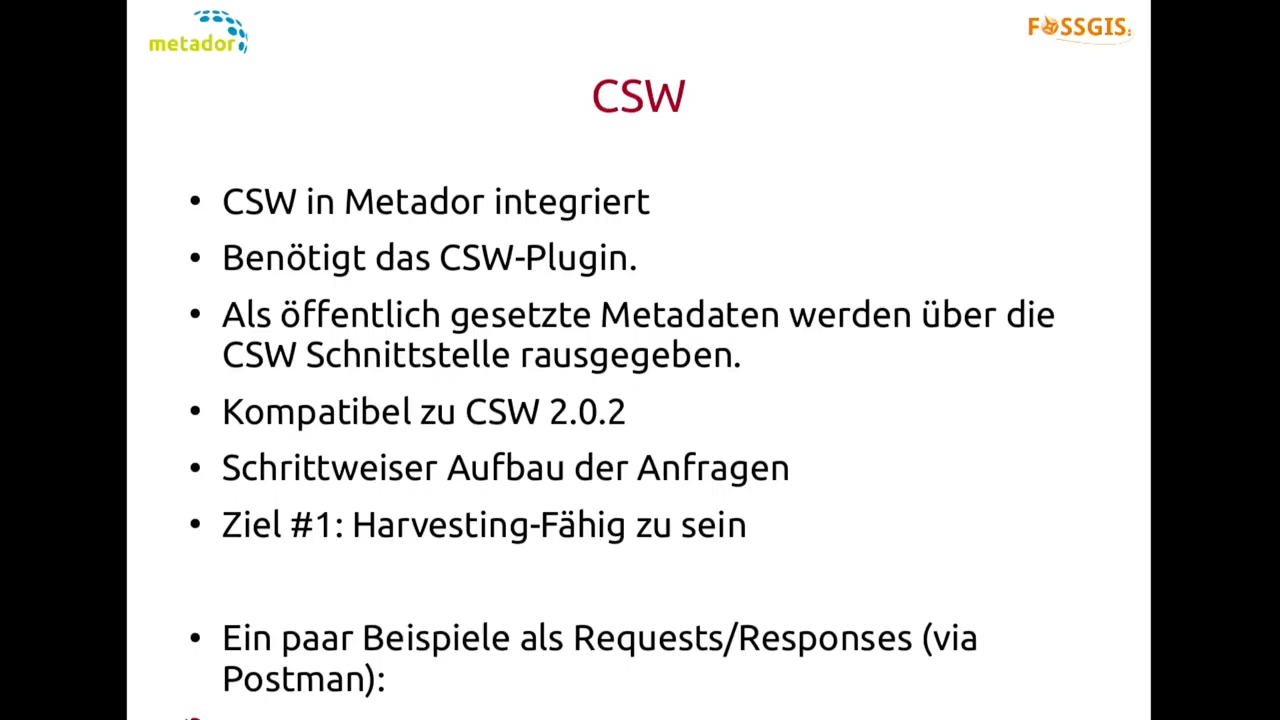 metador
FOSSGIS
CSW
• CSW in Metador integriert
• Benötigt das CSW-Plugin.
• Als öffentlich gesetzte Metadaten werden über die
CSW Schnittstelle rausgegeben.
• Kompatibel zu CSW 2.0.2
• Schrittweiser Aufbau der Anfragen
• Ziel #1: Harvesting-Fähig zu sein
• Ein paar Beispiele als Requests/Responses (via
Postman):